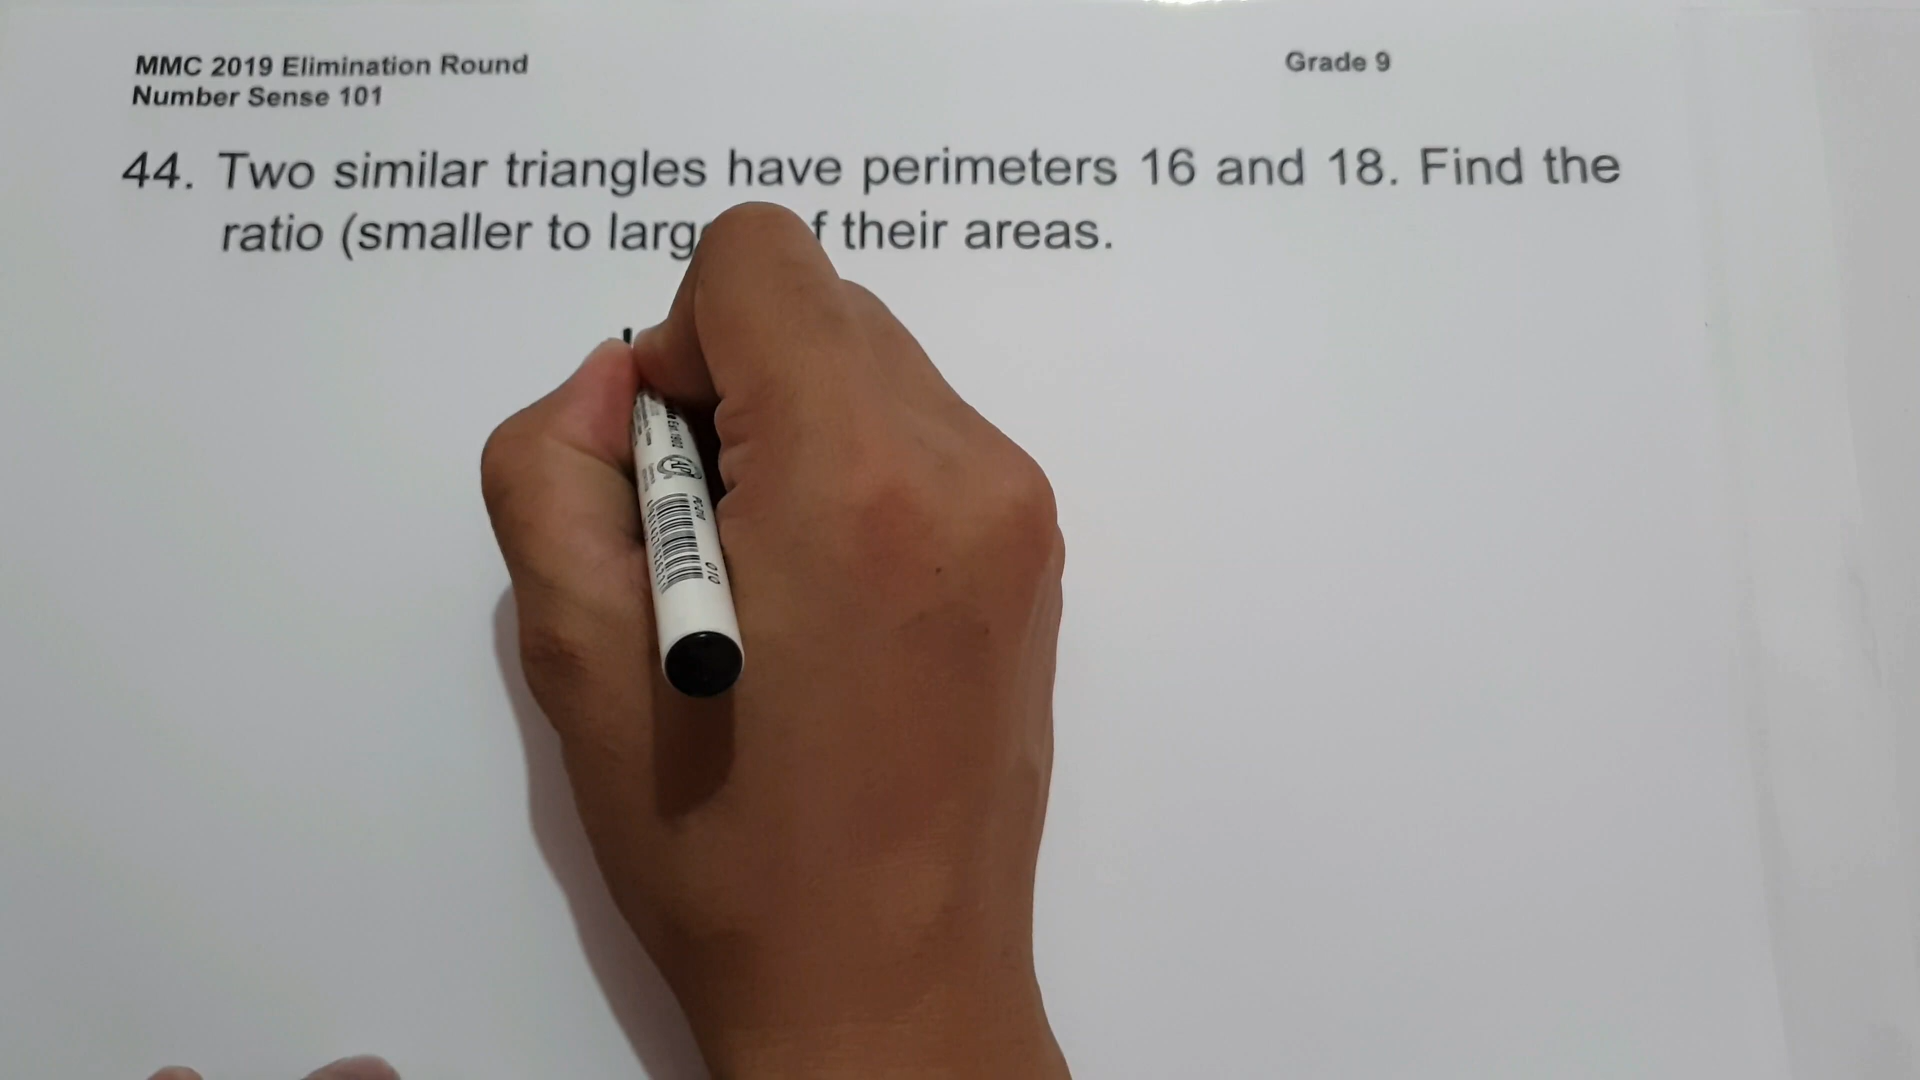 MMC 2019 Elimination Round
Grade 9
Number Sense 101
44. Two similar triangles have perimeters 16 and 18. Find the
ratio (smaller to larg f their areas.